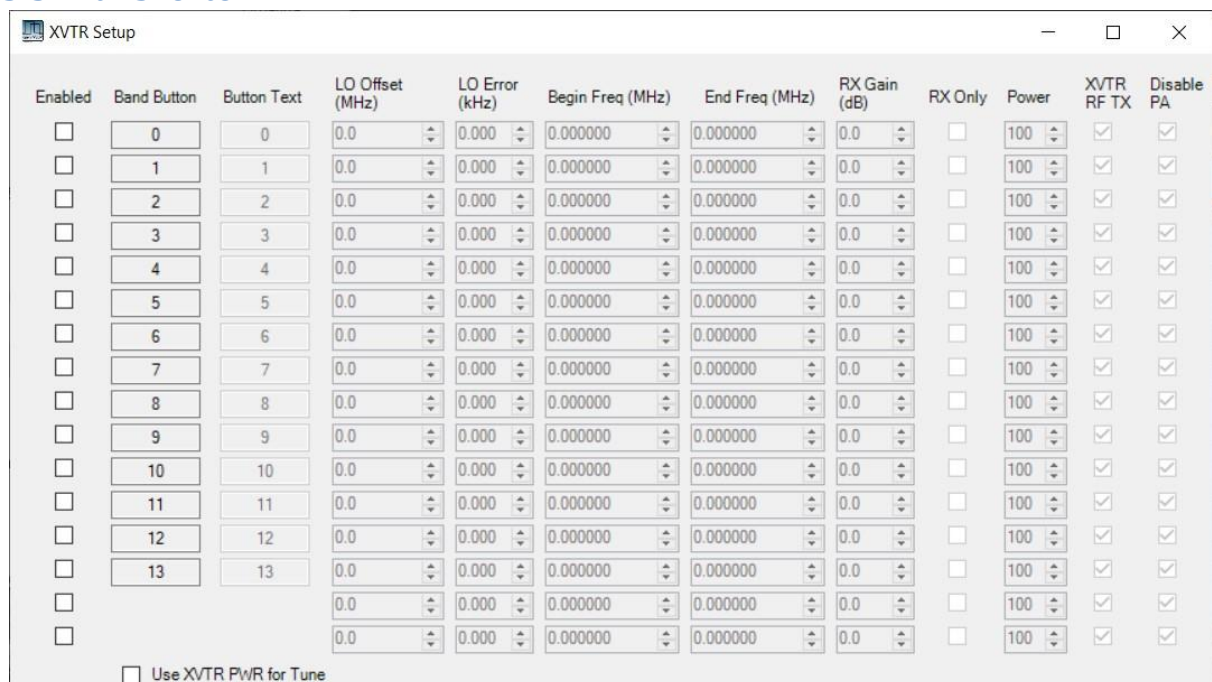 XVTR Setup
Enabled Band Button Button Text LO Offset (MHz) LO Error (kHz) Begin Freq (MHz) End Freq (MHz) RX Gain (dB) RX Only Power XVTR RF TX Disable PA
0 0 0.0 0.000 0.000000 0.000000 0.0 100
1 1 0.0 0.000 0.000000 0.000000 0.0 100
2 2 0.0 0.000 0.000000 0.000000 0.0 100
3 3 0.0 0.000 0.000000 0.000000 0.0 100
4 4 0.0 0.000 0.000000 0.000000 0.0 100
5 5 0.0 0.000 0.000000 0.000000 0.0 100
6 6 0.0 0.000 0.000000 0.000000 0.0 100
7 7 0.0 0.000 0.000000 0.000000 0.0 100
8 8 0.0 0.000 0.000000 0.000000 0.0 100
9 9 0.0 0.000 0.000000 0.000000 0.0 100
10 10 0.0 0.000 0.000000 0.000000 0.0 100
11 11 0.0 0.000 0.000000 0.000000 0.0 100
12 12 0.0 0.000 0.000000 0.000000 0.0 100
13 13 0.0 0.000 0.000000 0.000000 0.0 100
0.0 0.000 0.000000 0.000000 0.0 100
0.0 0.000 0.000000 0.000000 0.0 100
Use XVTR PWR for Tune